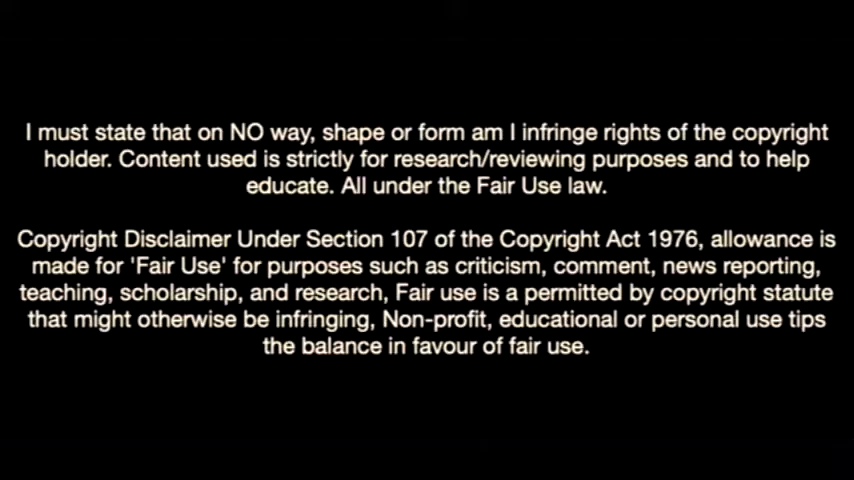 I must state that on NO way, shape or form am I infringe rights of the copyright
holder. Content used is strictly for research/reviewing purposes and to help
educate. All under the Fair Use law.
Copyright Disclaimer Under Section 107 of the Copyright Act 1976, allowance is
made for 'Fair Use' for purposes such as criticism, comment, news reporting,
teaching, scholarship, and research, Fair use is a permitted by copyright statute
that might otherwise be infringing, Non-profit, educational or personal use tips
the balance in favour of fair use.